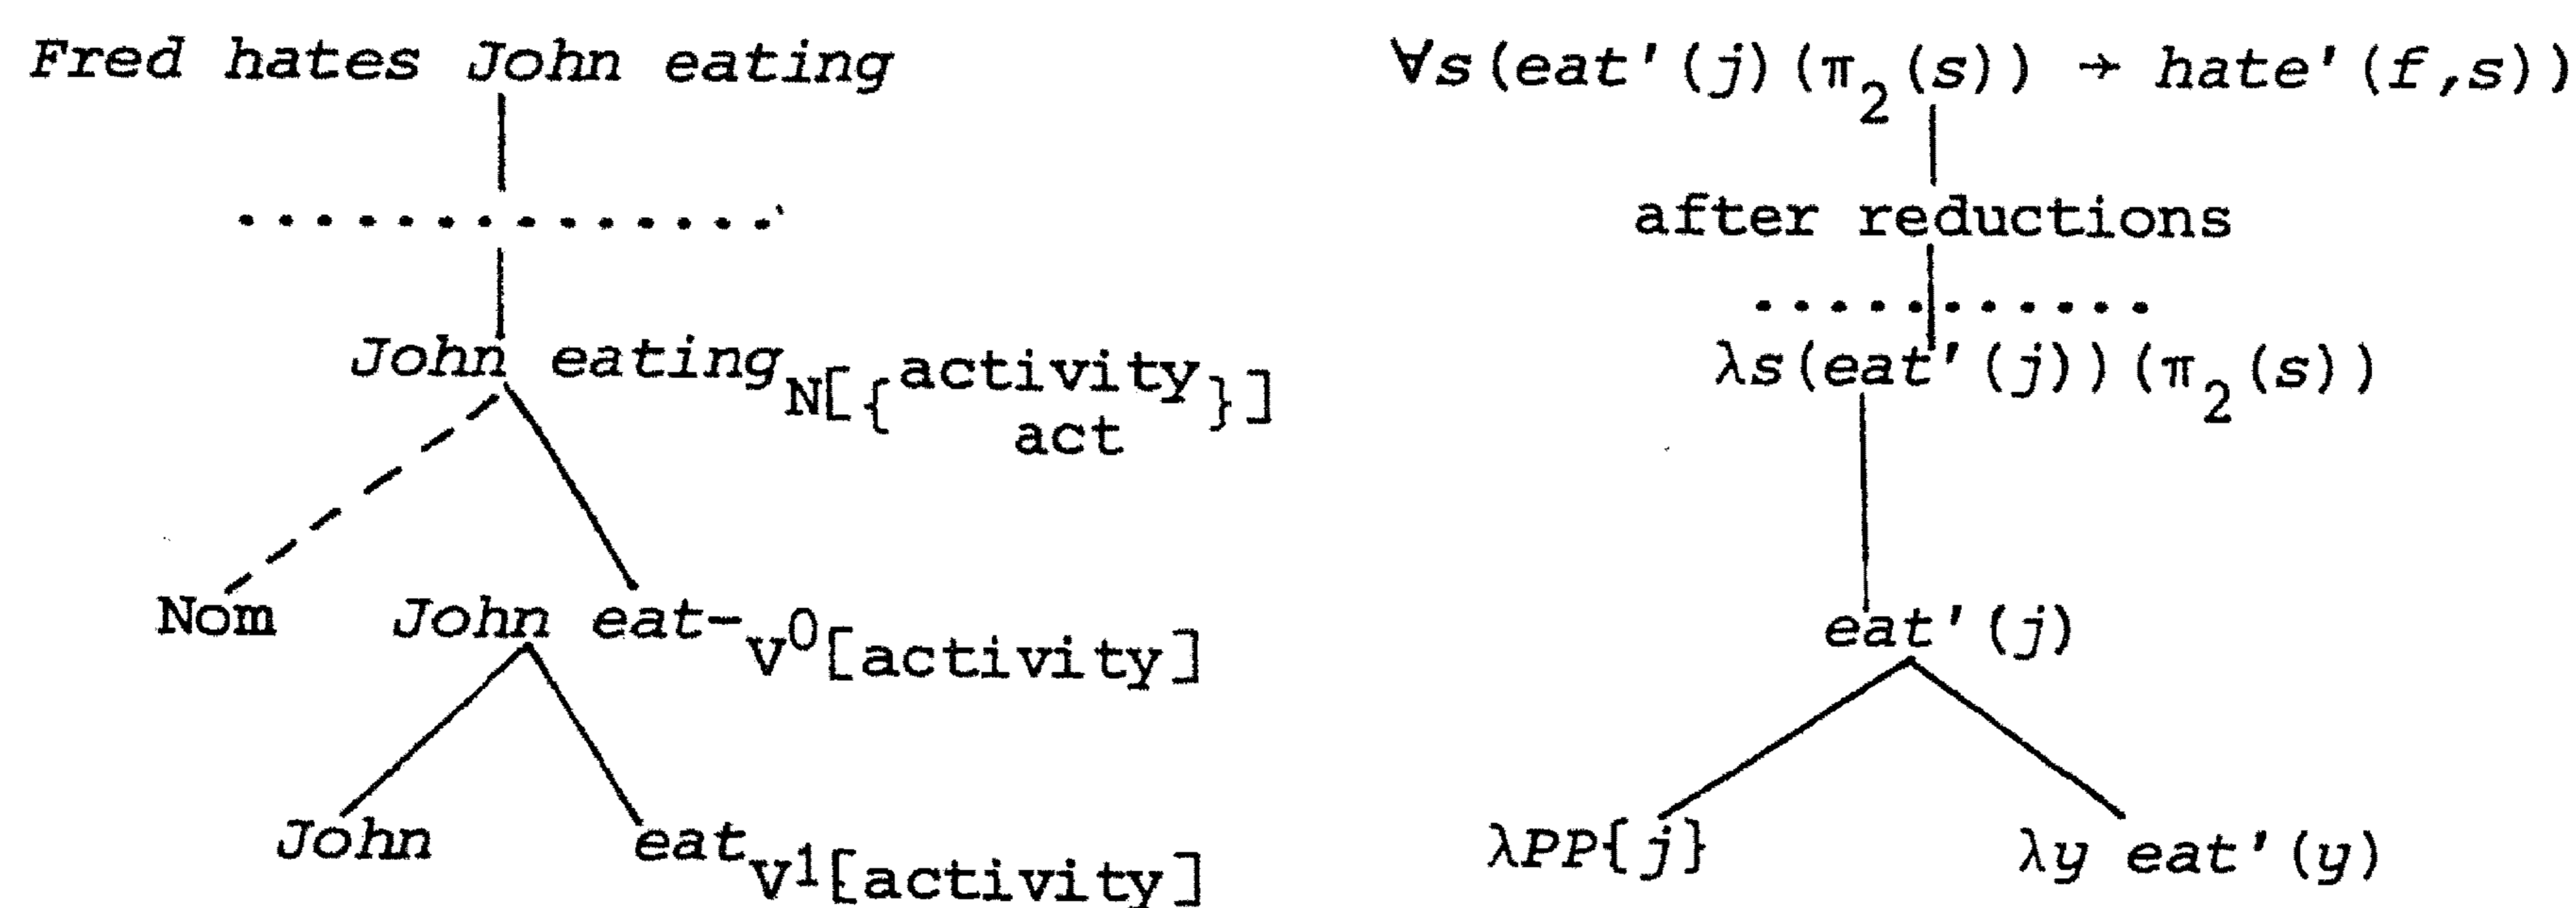 Fred hates John eating ∀s(eat'(j)(π₂(s)) → hate'(f,s))
. . . . . . . . . . . . . . after reductions
. . . . . . . . . . .
John eating N[{activity act}] λs(eat'(j))(π₂(s))
Nom John eat- V⁰[activity] eat'(j)
John eat V¹[activity] λPP{j} λy eat'(y)